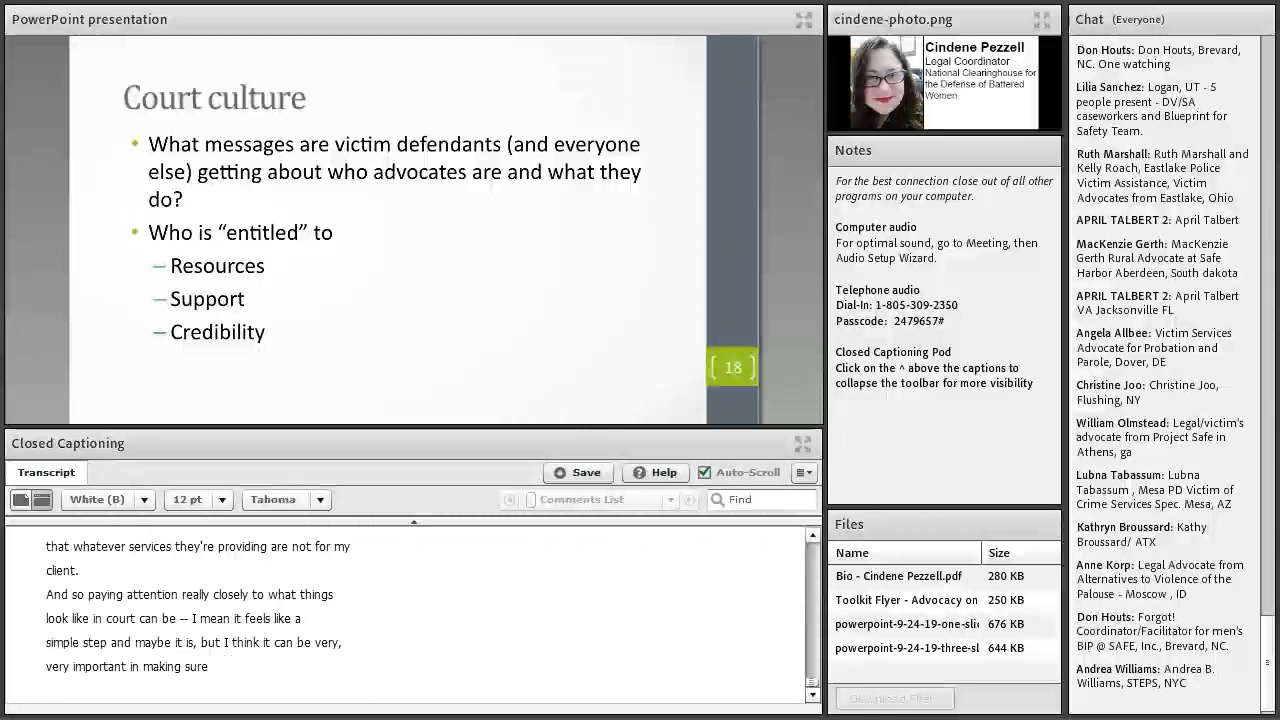 PowerPoint presentation
Court culture
• What messages are victim defendants (and everyone
else) getting about who advocates are and what they
do?
• Who is “entitled” to
– Resources
– Support
– Credibility
[ 18 ]
Closed Captioning
Transcript
Save
Help
Auto-Scroll
White (B)
12 pt
Tahoma
Comments List
Find
that whatever services they're providing are not for my
client.
And so paying attention really closely to what things
look like in court can be -- I mean it feels like a
simple step and maybe it is, but I think it can be very,
very important in making sure
cindene-photo.png
Cindene Pezzell
Legal Coordinator
National Clearinghouse for
the Defense of Battered
Women
Notes
For the best connection close out of all other
programs on your computer.
Computer audio
For optimal sound, go to Meeting, then
Audio Setup Wizard.
Telephone audio
Dial-In: 1-805-309-2350
Passcode: 2479657#
Closed Captioning Pod
Click on the ^ above the captions to
collapse the toolbar for more visibility
Files
Name Size
Bio - Cindene Pezzell.pdf 280 KB
Toolkit Flyer - Advocacy on 250 KB
powerpoint-9-24-19-one-sli 676 KB
powerpoint-9-24-19-three-sl 644 KB
Download File!
Chat (Everyone)
Don Houts: Don Houts, Brevard,
NC. One watching
Lilia Sanchez: Logan, UT - 5
people present - DV/SA
caseworkers and Blueprint for
Safety Team.
Ruth Marshall: Ruth Marshall and
Kelly Roach, Eastlake Police
Victim Assistance, Victim
Advocates from Eastlake, Ohio
APRIL TALBERT 2: April Talbert
MacKenzie Gerth: MacKenzie
Gerth Rural Advocate at Safe
Harbor Aberdeen, South dakota
APRIL TALBERT 2: April Talbert
VA Jacksonville FL
Angela Allbee: Victim Services
Advocate for Probation and
Parole, Dover, DE
Christine Joo: Christine Joo,
Flushing, NY
William Olmstead: Legal/victim's
advocate from Project Safe in
Athens, ga
Lubna Tabassum: Lubna
Tabassum , Mesa PD Victim of
Crime Services Spec. Mesa, AZ
Kathryn Broussard: Kathy
Broussard/ ATX
Anne Korp: Legal Advocate from
Alternatives to Violence of the
Palouse - Moscow , ID
Don Houts: Forgot!
Coordinator/Facilitator for men's
BIP @ SAFE, Inc., Brevard, NC.
Andrea Williams: Andrea B.
Williams, STEPS, NYC